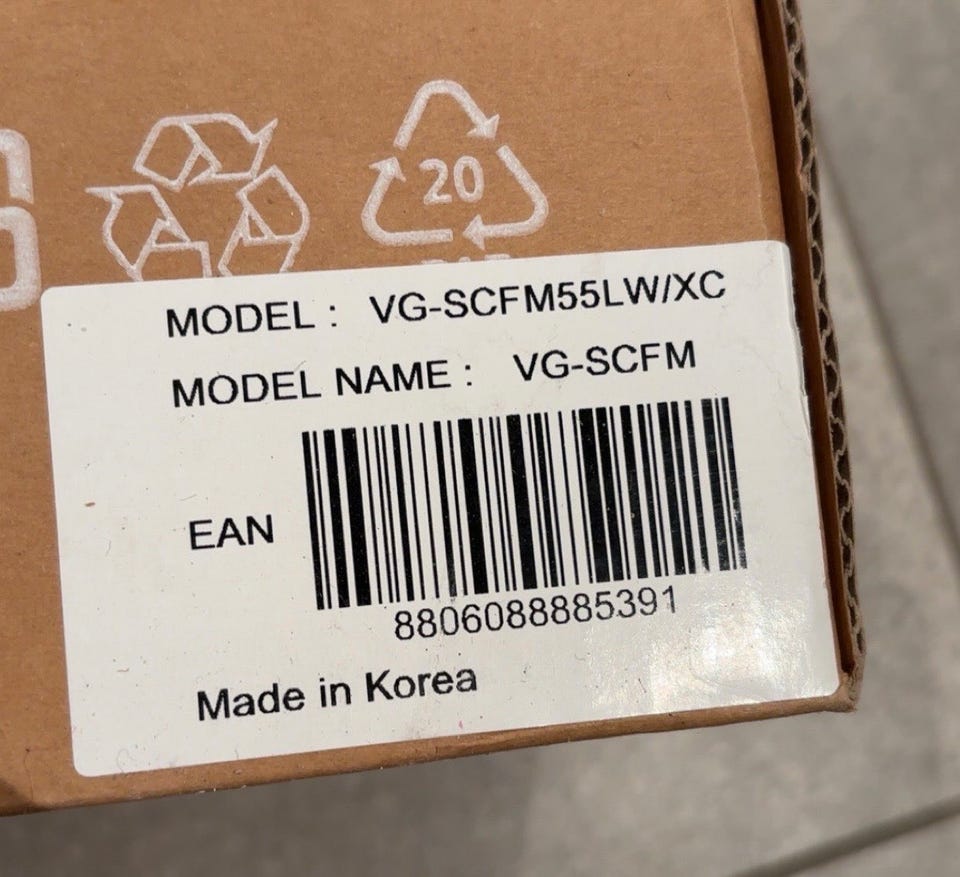 20
MODEL : VG-SCFM55LW/XC
MODEL NAME : VG-SCFM
EAN
8806088885391
Made in Korea